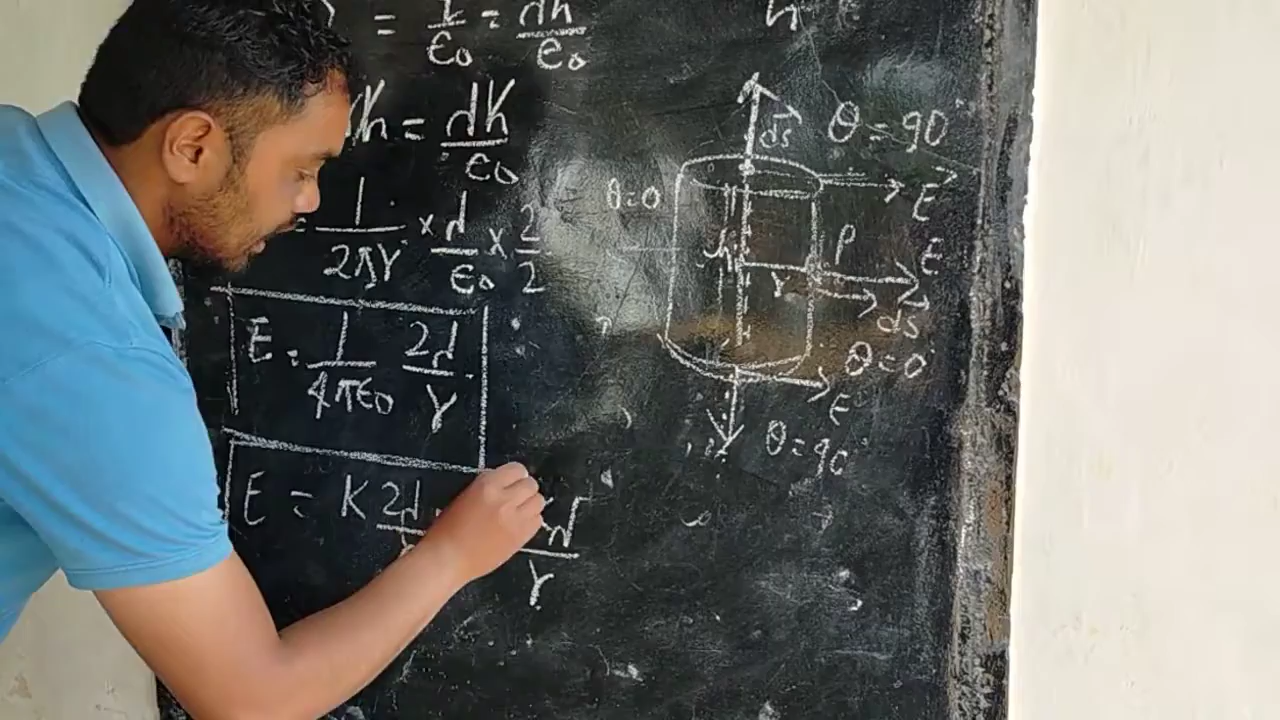 = 1/ε₀ = dh/ε₀
h = dh/ε₀
= 1/2πr × d/ε₀ × 2/2
E = 1/4πε₀ 2d/r
E = K 2d
r
h
ds
θ = 90°
θ=0
E
P
E
h
r
ds
θ=0°
E
θ=90